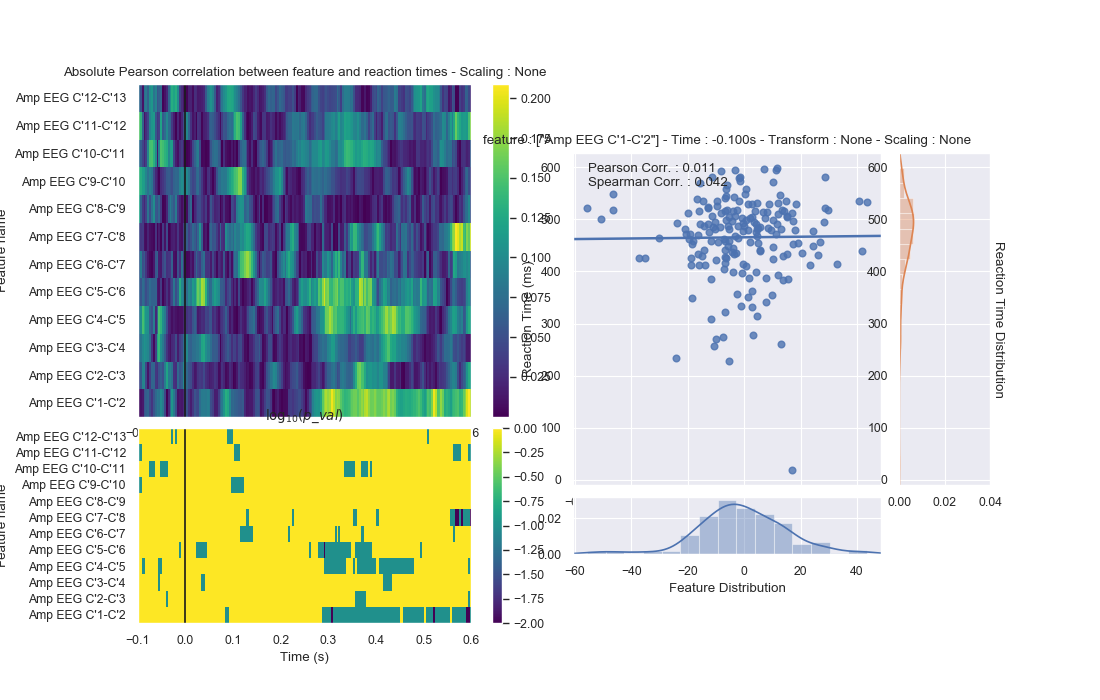 Absolute Pearson correlation between feature and reaction times - Scaling : None
Feature name
Amp EEG C'12-C'13
Amp EEG C'11-C'12
Amp EEG C'10-C'11
Amp EEG C'9-C'10
Amp EEG C'8-C'9
Amp EEG C'7-C'8
Amp EEG C'6-C'7
Amp EEG C'5-C'6
Amp EEG C'4-C'5
Amp EEG C'3-C'4
Amp EEG C'2-C'3
Amp EEG C'1-C'2
0.200
0.175
0.150
0.125
0.100
0.075
0.050
0.025
log10(p_val)
Feature name
Amp EEG C'12-C'13
Amp EEG C'11-C'12
Amp EEG C'10-C'11
Amp EEG C'9-C'10
Amp EEG C'8-C'9
Amp EEG C'7-C'8
Amp EEG C'6-C'7
Amp EEG C'5-C'6
Amp EEG C'4-C'5
Amp EEG C'3-C'4
Amp EEG C'2-C'3
Amp EEG C'1-C'2
0.00
−0.25
−0.50
−0.75
−1.00
−1.25
−1.50
−1.75
−2.00
−0.1 0.0 0.1 0.2 0.3 0.4 0.5 0.6
Time (s)
feature : ["Amp EEG C'1-C'2"] - Time : -0.100s - Transform : None - Scaling : None
Pearson Corr. : 0.011
Spearman Corr. : 0.042
Reaction Time (ms)
600
500
400
300
200
100
0
600
500
400
300
200
100
0
Reaction Time Distribution
0.00 0.02 0.04
0.02
0.00
−60 −40 −20 0 20 40
Feature Distribution